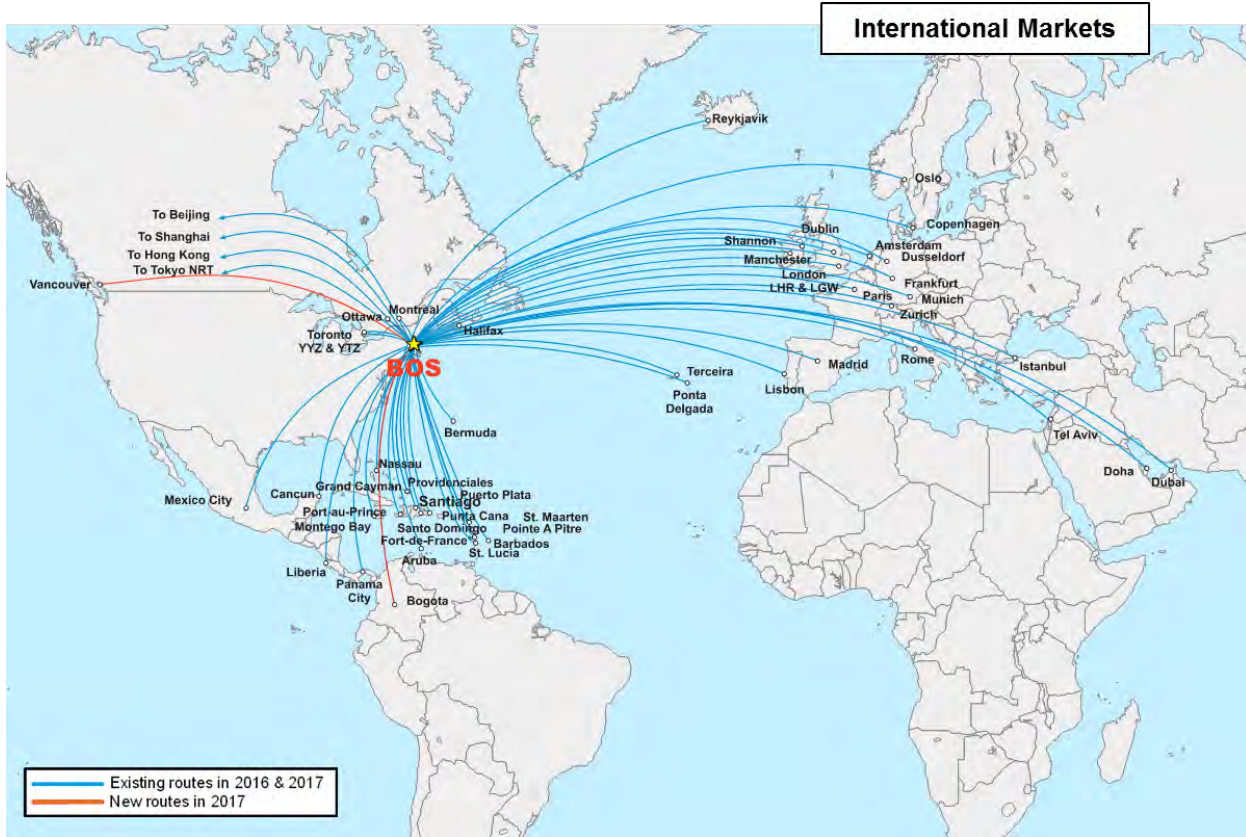 International Markets
Reykjavik
Oslo
To Beijing
To Shanghai
To Hong Kong
To Tokyo NRT
Vancouver
Dublin
Copenhagen
Shannon
Amsterdam
Manchester
Dusseldorf
London
LHR & LGW
Frankfurt
Paris
Munich
Zurich
Montreal
Ottawa
Halifax
Toronto
YYZ & YTZ
BOS
Rome
Istanbul
Madrid
Lisbon
Terceira
Ponta
Delgada
Bermuda
Tel Aviv
Doha
Dubai
Nassau
Grand Cayman
Providenciales
Cancun
Mexico City
Puerto Plata
Santiago
Port-au-Prince
Punta Cana
St. Maarten
Montego Bay
Santo Domingo
Pointe A Pitre
Fort-de-France
Barbados
St. Lucia
Aruba
Liberia
Panama
City
Bogota
Existing routes in 2016 & 2017
New routes in 2017